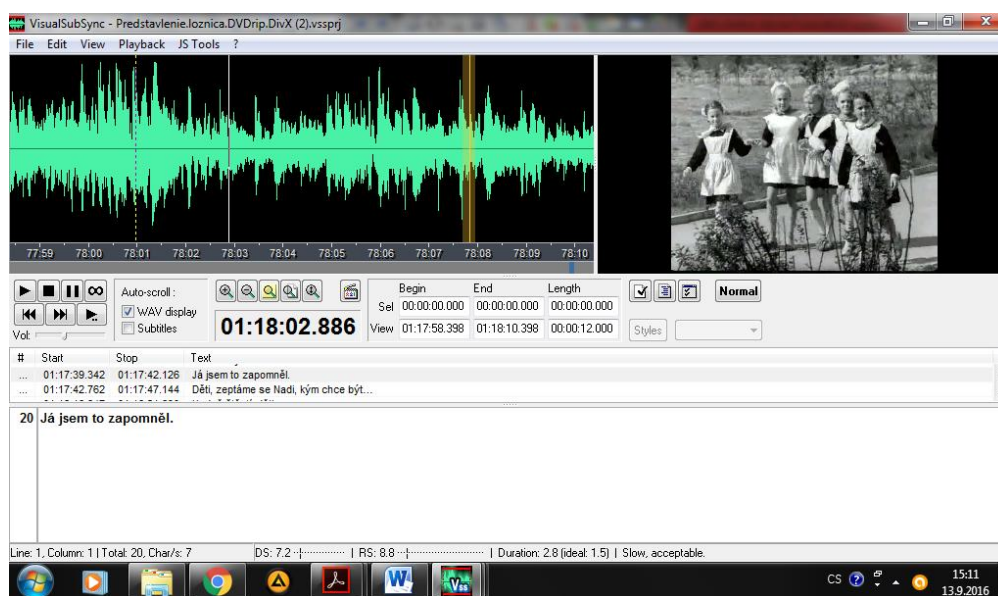 VisualSubSync - Predstavlenie.loznica.DVDrip.DivX (2).vssprj
File Edit View Playback JS Tools ?
77:59 78:00 78:01 78:02 78:03 78:04 78:05 78:06 78:07 78:08 78:09 78:10
Auto-scroll :
WAV display
Subtitles
Vol:
01:18:02.886
Begin End Length
Sel 00:00:00.000 00:00:00.000 00:00:00.000
View 01:17:58.398 01:18:10.398 00:00:12.000
Normal
Styles
# Start Stop Text
... 01:17:39.342 01:17:42.126 Já jsem to zapomněl.
... 01:17:42.762 01:17:47.144 Děti, zeptáme se Nadi, kým chce být...
20 Já jsem to zapomněl.
Line: 1, Column: 1 | Total: 20, Char/s: 7 DS: 7.2 | RS: 8.8 | Duration: 2.8 (ideal: 1.5) | Slow, acceptable.
W
Vss
CS ? 15:11
13.9.2016